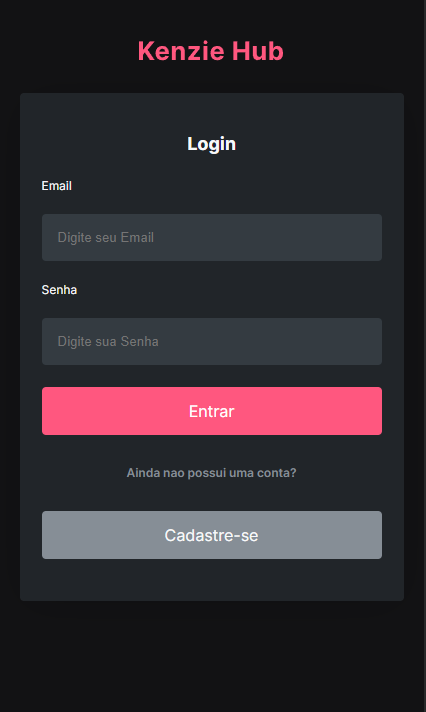 Kenzie Hub
Login
Email
Digite seu Email
Senha
Digite sua Senha
Entrar
Ainda nao possui uma conta?
Cadastre-se